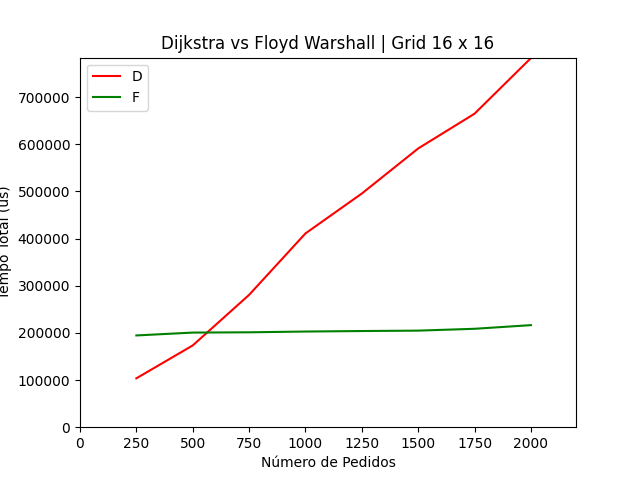 Dijkstra vs Floyd Warshall | Grid 16 x 16
D
F
700000
600000
500000
400000
300000
200000
100000
0
Tempo Total (us)
0 250 500 750 1000 1250 1500 1750 2000
Número de Pedidos